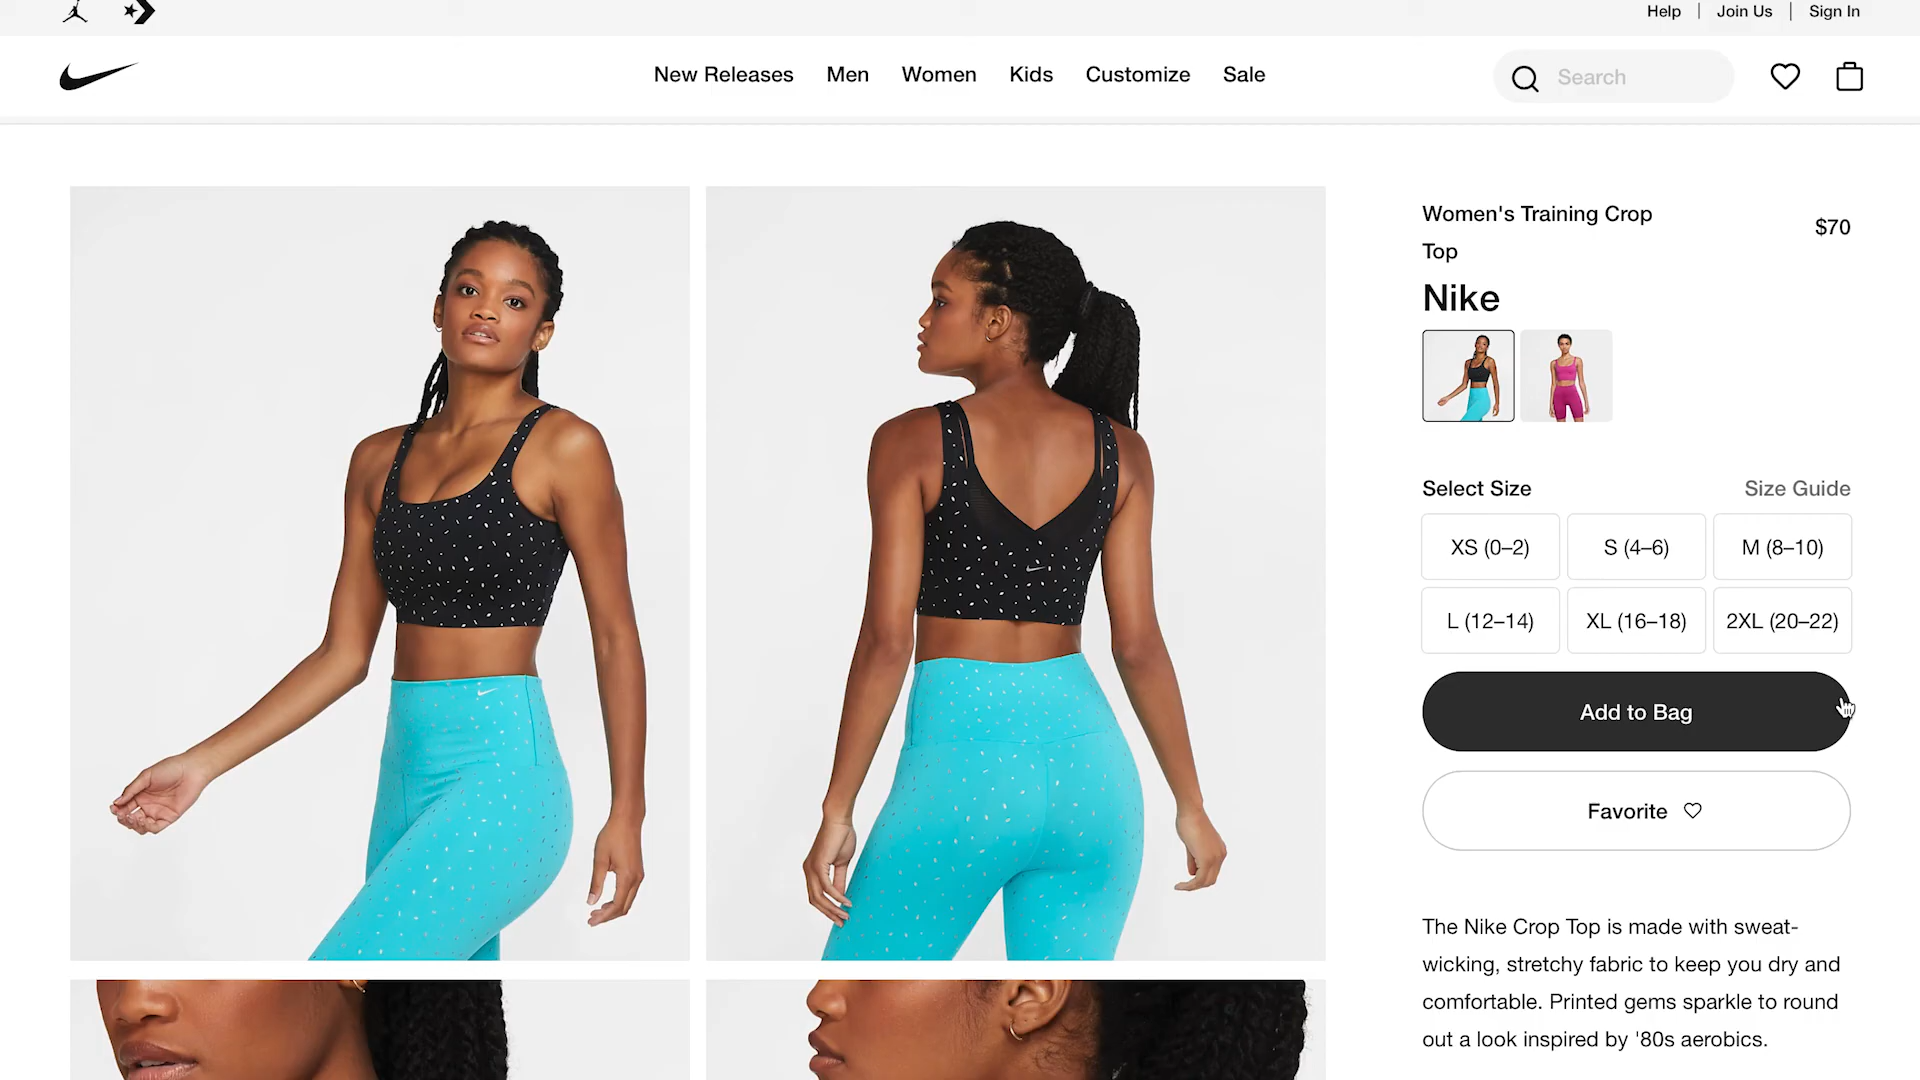 Help
Join Us
Sign In
New Releases
Men
Women
Kids
Customize
Sale
Search
Women's Training Crop
Top
$70
Nike
Select Size
Size Guide
XS (0–2)
S (4–6)
M (8–10)
L (12–14)
XL (16–18)
2XL (20–22)
Add to Bag
Favorite
The Nike Crop Top is made with sweat-
wicking, stretchy fabric to keep you dry and
comfortable. Printed gems sparkle to round
out a look inspired by '80s aerobics.